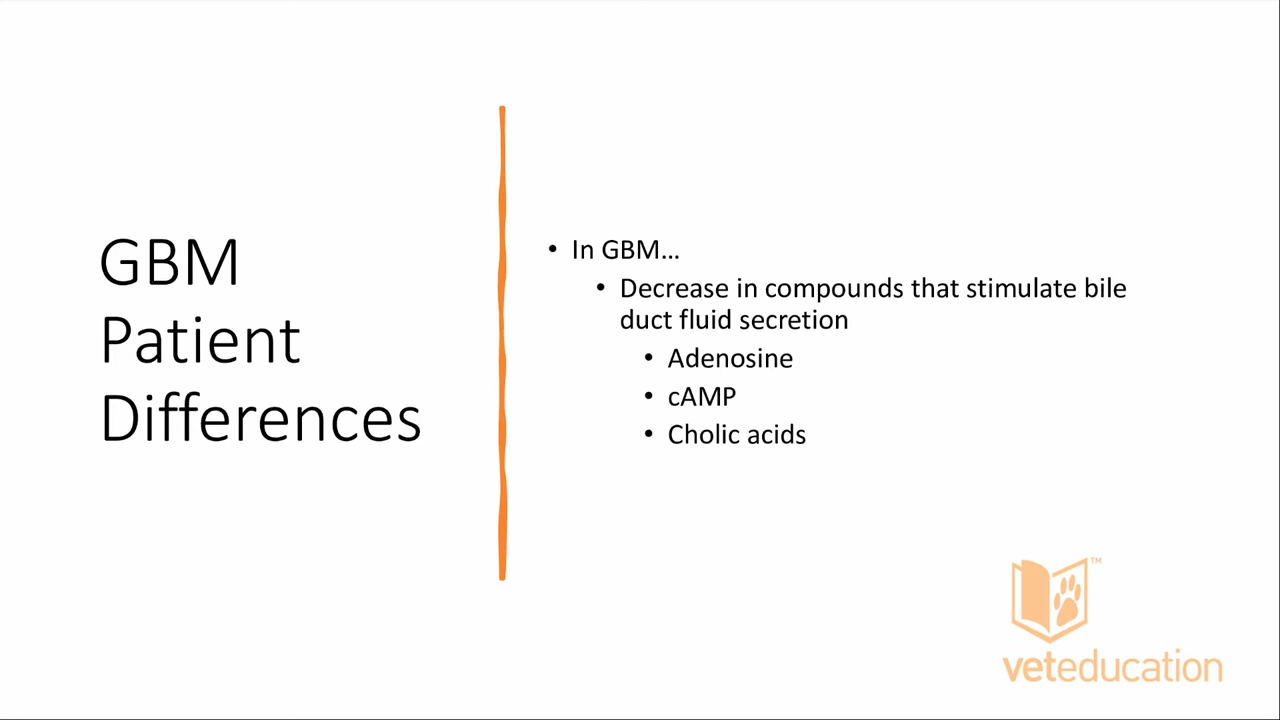 GBM
Patient
Differences
• In GBM…
• Decrease in compounds that stimulate bile
duct fluid secretion
• Adenosine
• cAMP
• Cholic acids
™
veteducation